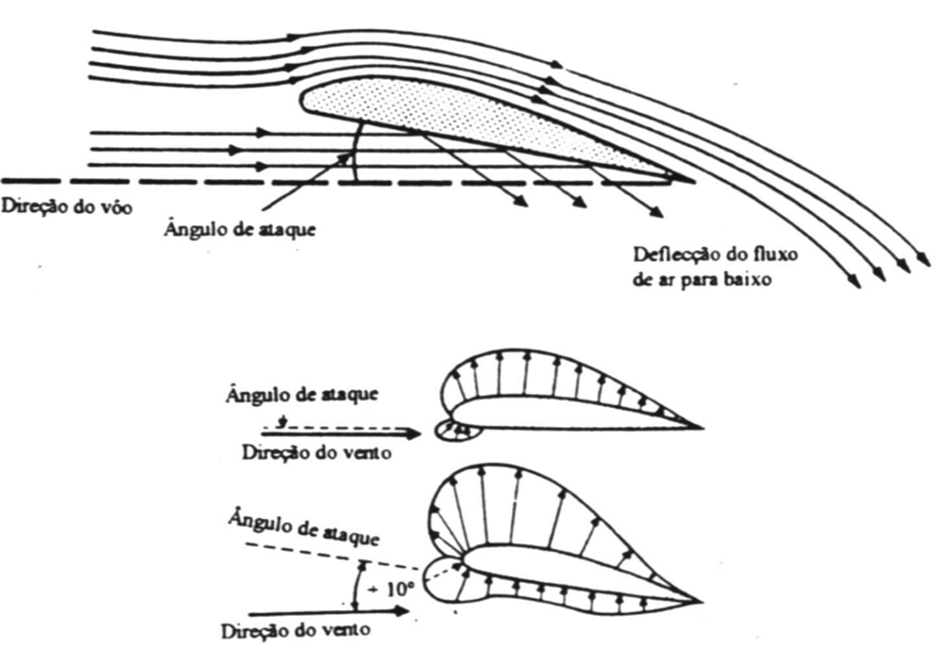 Direção do vôo
Ângulo de ataque
Deflecção do fluxo
de ar para baixo
Ângulo de ataque
Direção do vento
Ângulo de ataque
+ 10°
Direção do vento